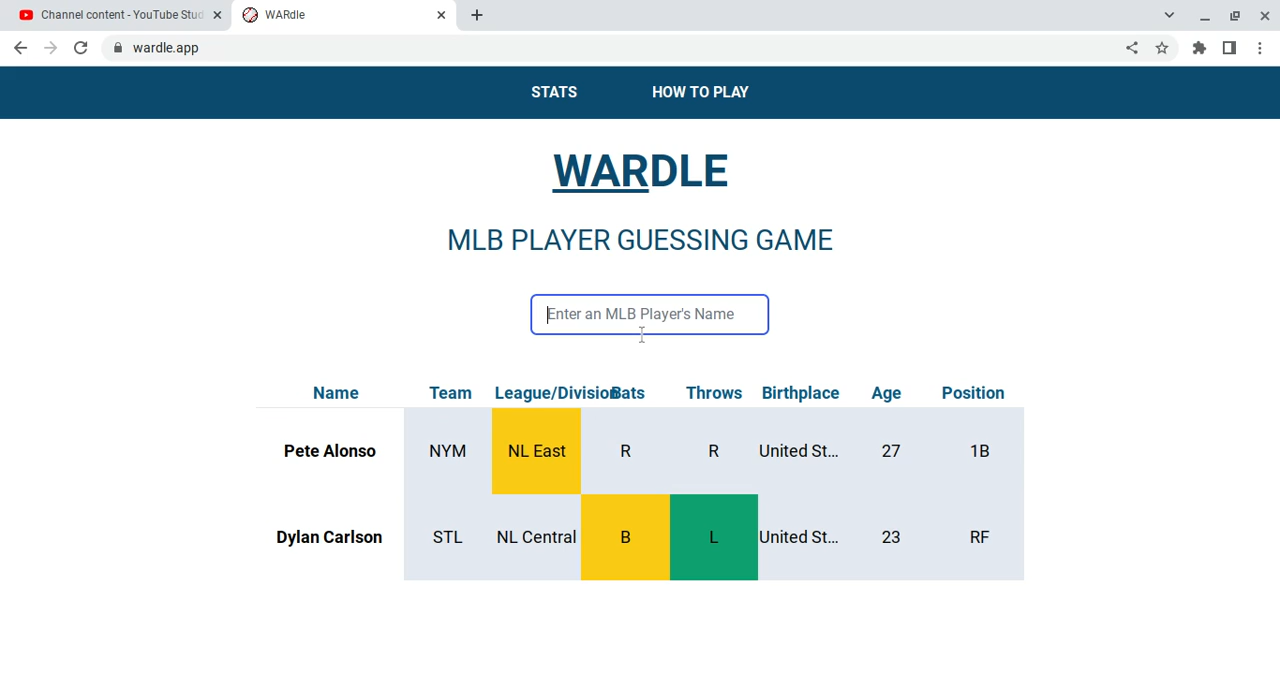 Channel content - YouTube Stud
WARdle
wardle.app
STATS HOW TO PLAY
WARDLE
MLB PLAYER GUESSING GAME
Enter an MLB Player's Name
Name Team League/Division Bats Throws Birthplace Age Position
Pete Alonso NYM NL East R R United St... 27 1B
Dylan Carlson STL NL Central B L United St... 23 RF